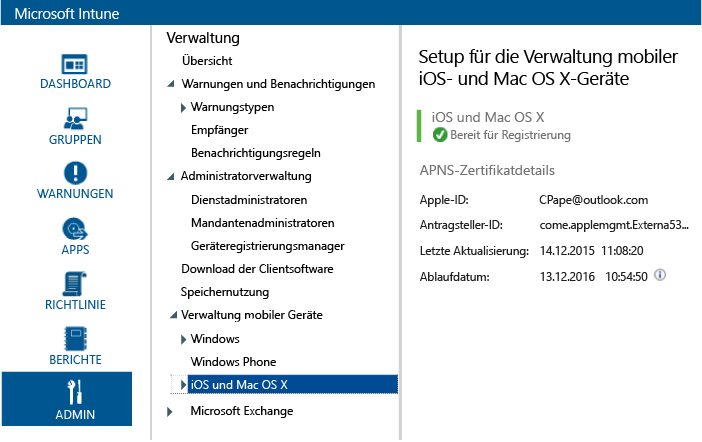 Microsoft Intune
DASHBOARD
GRUPPEN
WARNUNGEN
APPS
RICHTLINIE
BERICHTE
ADMIN
Verwaltung
Übersicht
Warnungen und Benachrichtigungen
Warnungstypen
Empfänger
Benachrichtigungsregeln
Administratorverwaltung
Dienstadministratoren
Mandantenadministratoren
Geräteregistrierungsmanager
Download der Clientsoftware
Speichernutzung
Verwaltung mobiler Geräte
Windows
Windows Phone
iOS und Mac OS X
Microsoft Exchange
Setup für die Verwaltung mobiler
iOS- und Mac OS X-Geräte
iOS und Mac OS X
Bereit für Registrierung
APNS-Zertifikatdetails
Apple-ID: CPape@outlook.com
Antragsteller-ID: come.applemgmt.Externa53...
Letzte Aktualisierung: 14.12.2015 11:08:20
Ablaufdatum: 13.12.2016 10:54:50